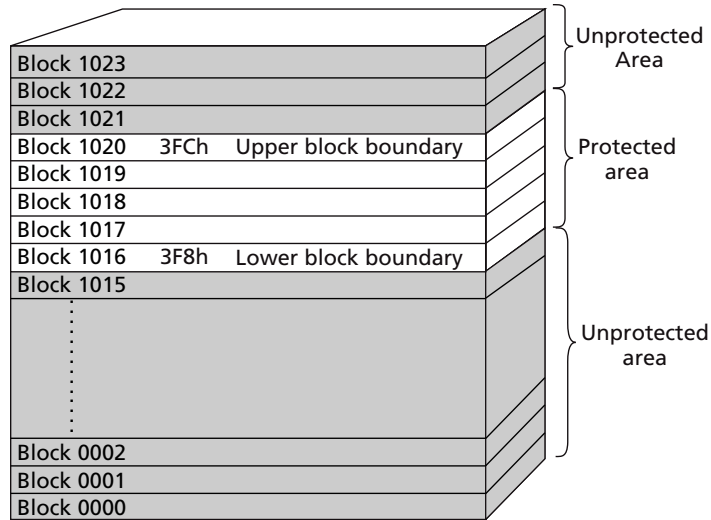 Block 1023
Block 1022
Block 1021
Block 1020 3FCh Upper block boundary
Block 1019
Block 1018
Block 1017
Block 1016 3F8h Lower block boundary
Block 1015
Block 0002
Block 0001
Block 0000
Unprotected
Area
Protected
area
Unprotected
area